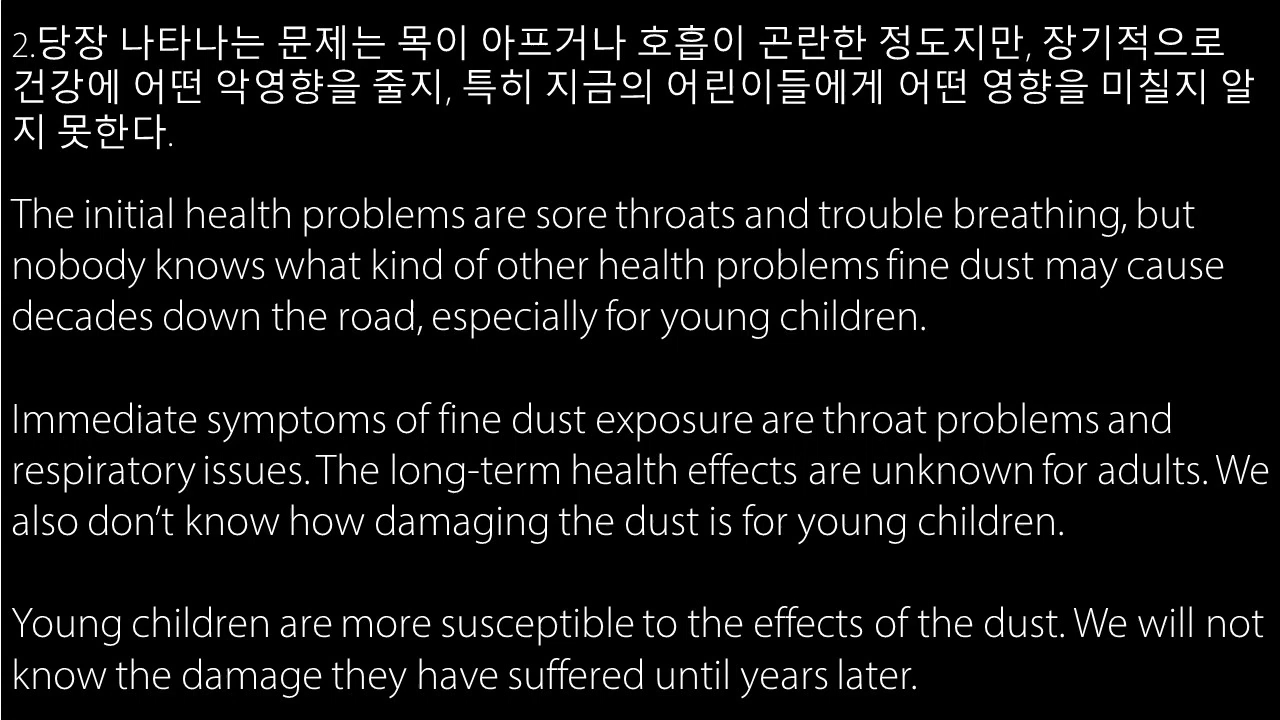 2.당장 나타나는 문제는 목이 아프거나 호흡이 곤란한 정도지만, 장기적으로
건강에 어떤 악영향을 줄지, 특히 지금의 어린이들에게 어떤 영향을 미칠지 알
지 못한다.
The initial health problems are sore throats and trouble breathing, but
nobody knows what kind of other health problems fine dust may cause
decades down the road, especially for young children.
Immediate symptoms of fine dust exposure are throat problems and
respiratory issues. The long-term health effects are unknown for adults. We
also don’t know how damaging the dust is for young children.
Young children are more susceptible to the effects of the dust. We will not
know the damage they have suffered until years later.